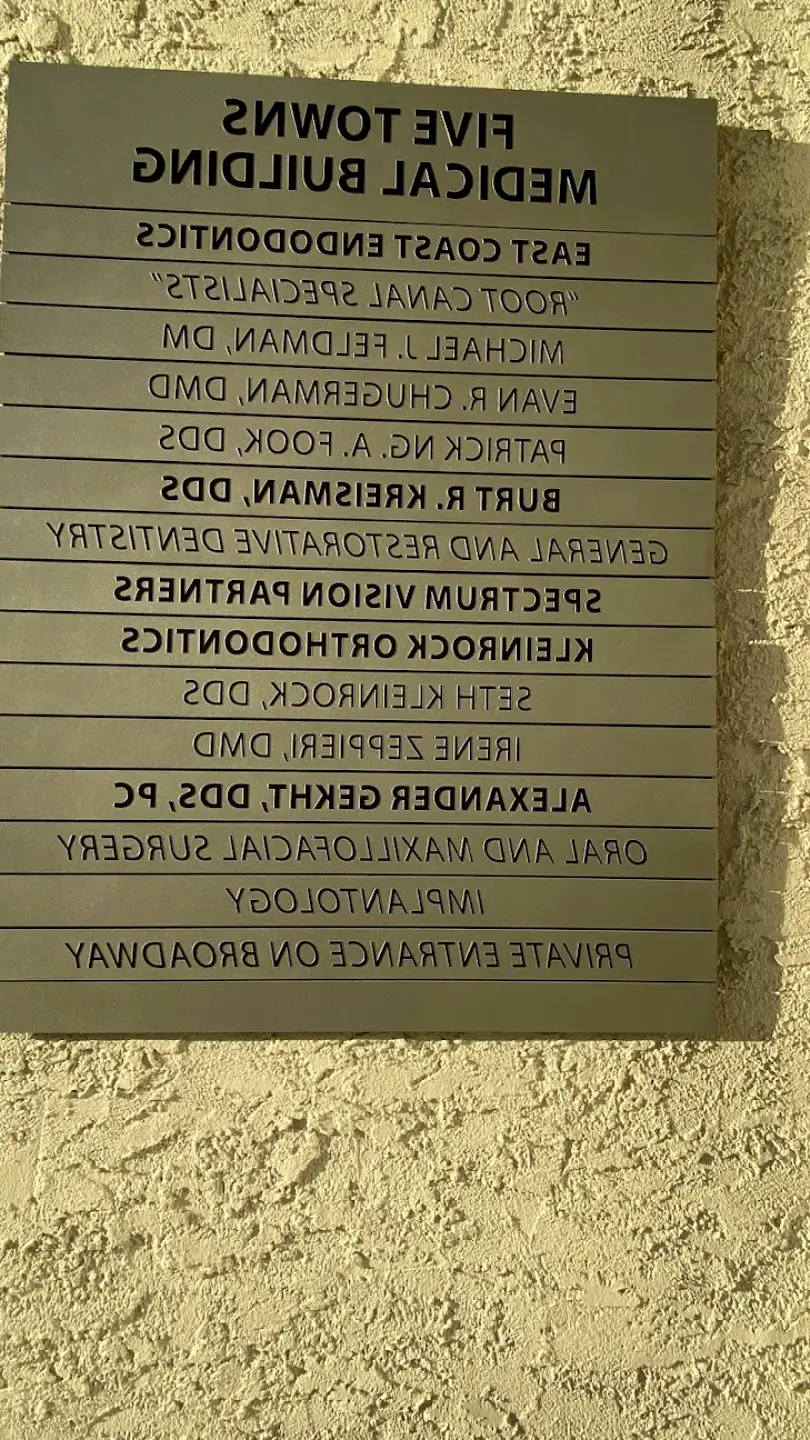 FIVE TOWNS
MEDICAL BUILDING
EAST COAST ENDODONTICS
"ROOT CANAL SPECIALISTS"
MICHAEL J. FELDMAN, DM
EVAN R. CHUGERMAN, DMD
PATRICK NG. A. FOOK, DDS
BURT R. KREISMAN, DDS
GENERAL AND RESTORATIVE DENTISTRY
SPECTRUM VISION PARTNERS
KLEINROCK ORTHODONTICS
SETH KLEINROCK, DDS
IRENE ZEPPIERI, DMD
ALEXANDER GEKHT, DDS, PC
ORAL AND MAXILLOFACIAL SURGERY
IMPLANTOLOGY
PRIVATE ENTRANCE ON BROADWAY